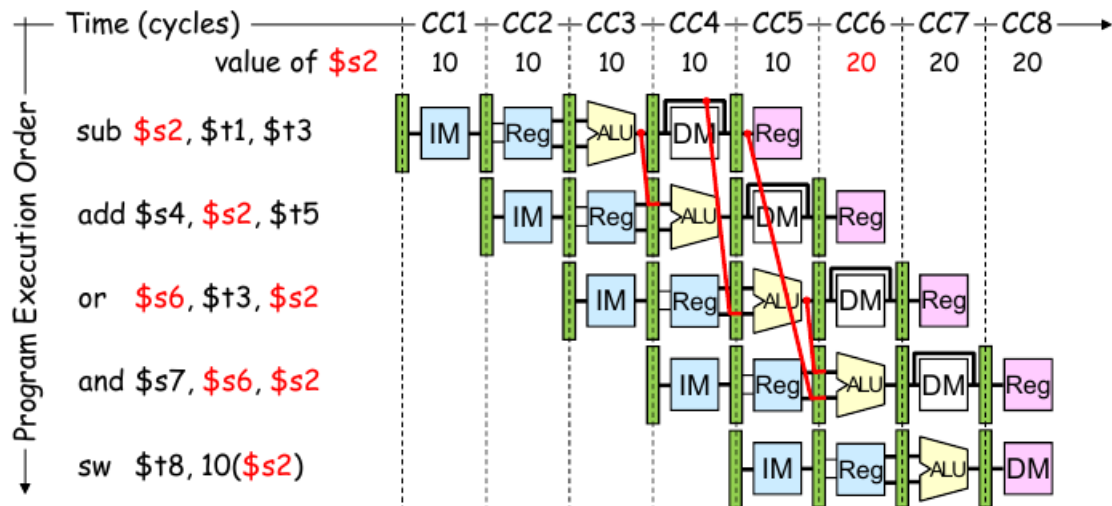 Time (cycles) CC1 CC2 CC3 CC4 CC5 CC6 CC7 CC8
value of $s2 10 10 10 10 10 20 20 20
Program Execution Order
sub $s2, $t1, $t3 IM Reg ALU DM Reg
add $s4, $s2, $t5 IM Reg ALU DM Reg
or $s6, $t3, $s2 IM Reg ALU DM Reg
and $s7, $s6, $s2 IM Reg ALU DM Reg
sw $t8, 10($s2) IM Reg ALU DM